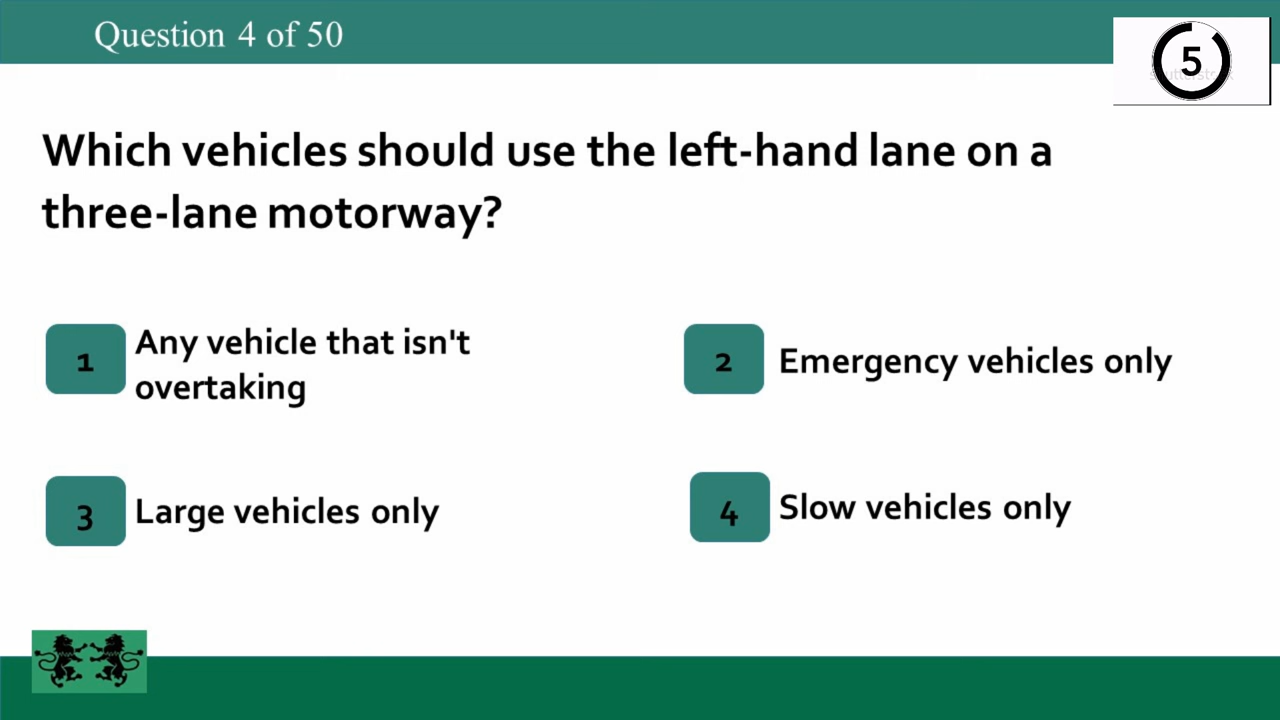 Question 4 of 50
5
Which vehicles should use the left-hand lane on a
three-lane motorway?
1
Any vehicle that isn't
overtaking
2
Emergency vehicles only
3
Large vehicles only
4
Slow vehicles only